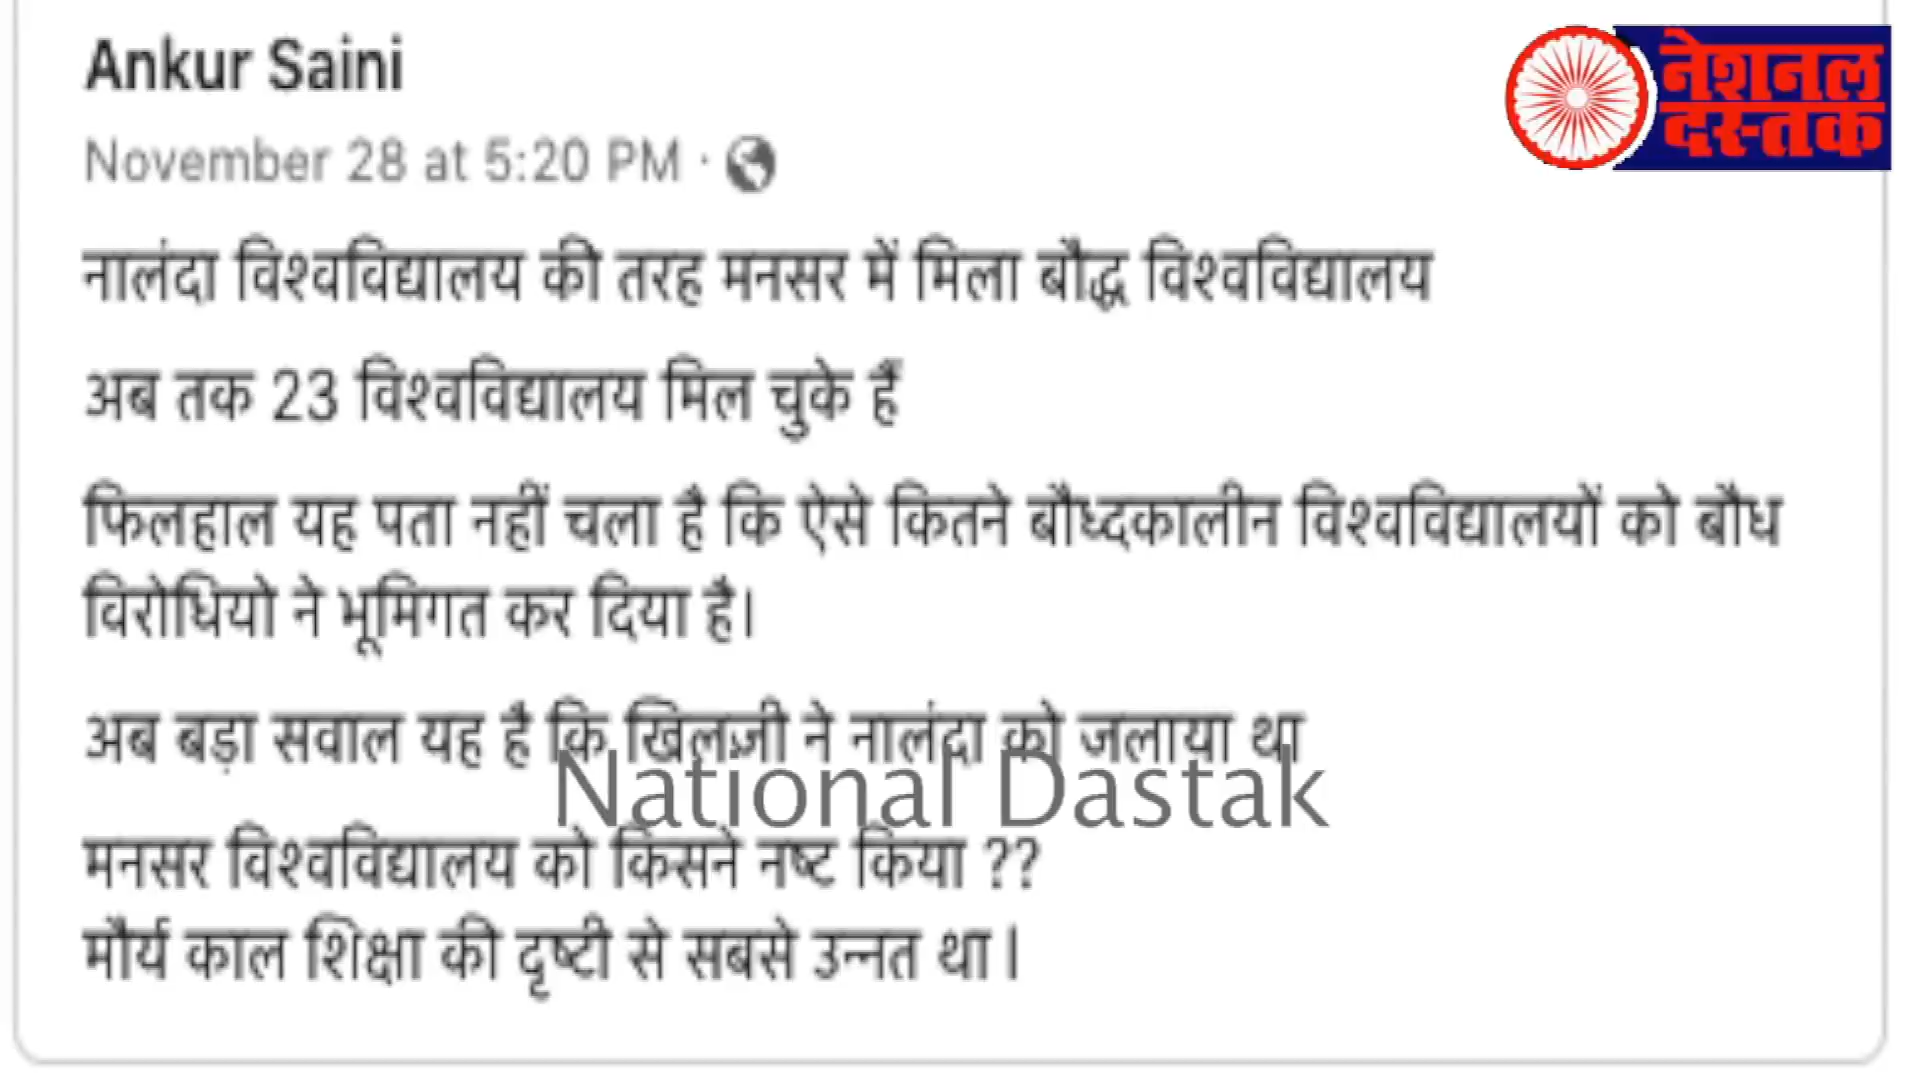 Ankur Saini
नेशनल
दस्तक
November 28 at 5:20 PM ·
नालंदा विश्वविद्यालय की तरह मनसर में मिला बौद्ध विश्वविद्यालय
अब तक 23 विश्वविद्यालय मिल चुके हैं
फिलहाल यह पता नहीं चला है कि ऐसे कितने बौध्दकालीन विश्वविद्यालयों को बौध
विरोधियो ने भूमिगत कर दिया है।
अब बड़ा सवाल यह है कि खिलज़ी ने नालंदा को जलाया था
National Dastak
मनसर विश्वविद्यालय को किसने नष्ट किया ??
मौर्य काल शिक्षा की दृष्टी से सबसे उन्नत था।